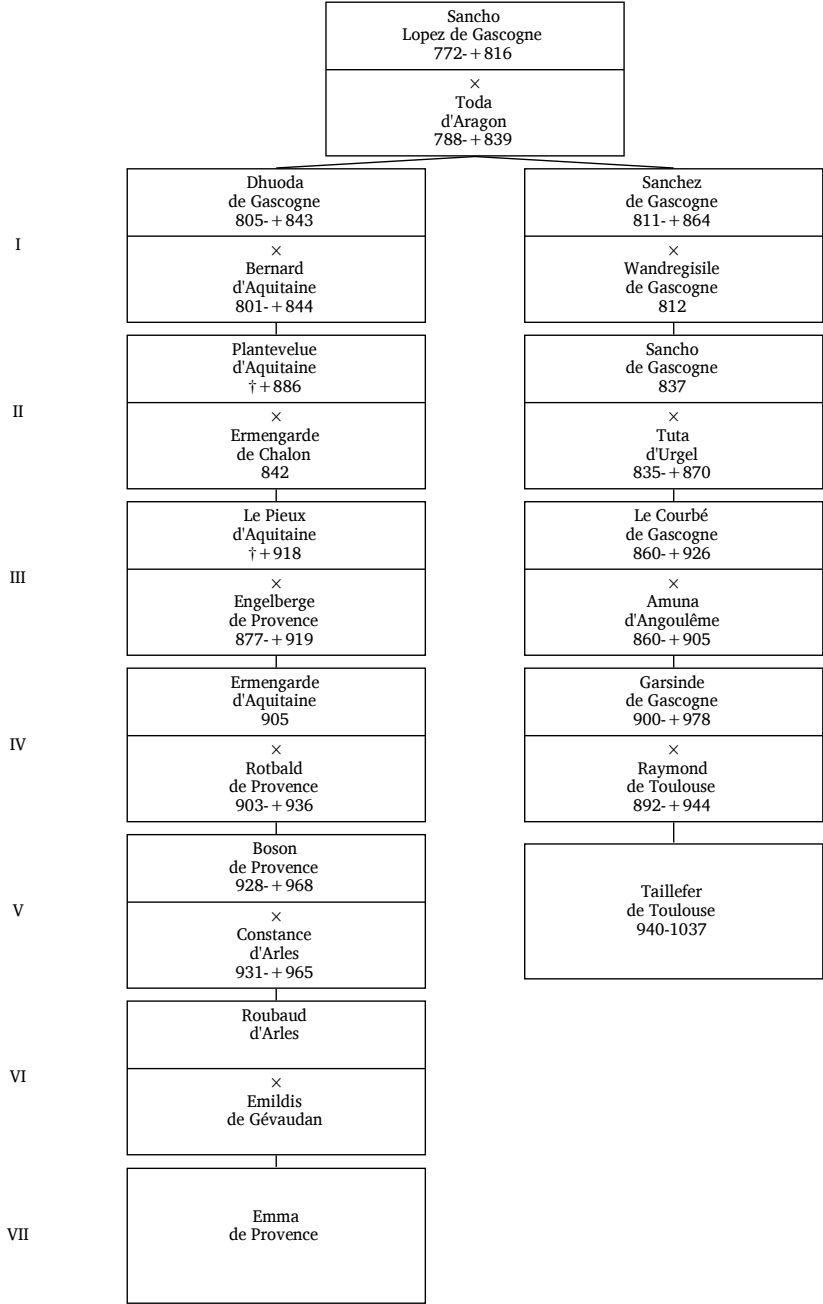 Sancho
Lopez de Gascogne
772-+816
×
Toda
d'Aragon
788-+839
I
Dhuoda
de Gascogne
805-+843
×
Bernard
d'Aquitaine
801-+844
Sanchez
de Gascogne
811-+864
×
Wandregisile
de Gascogne
812
II
Plantevelue
d'Aquitaine
†+886
×
Ermengarde
de Chalon
842
Sancho
de Gascogne
837
×
Tuta
d'Urgel
835-+870
III
Le Pieux
d'Aquitaine
†+918
×
Engelberge
de Provence
877-+919
Le Courbé
de Gascogne
860-+926
×
Amuna
d'Angoulême
860-+905
IV
Ermengarde
d'Aquitaine
905
×
Rotbald
de Provence
903-+936
Garsinde
de Gascogne
900-+978
×
Raymond
de Toulouse
892-+944
V
Boson
de Provence
928-+968
×
Constance
d'Arles
931-+965
Taillefer
de Toulouse
940-1037
VI
Roubaud
d'Arles
×
Emildis
de Gévaudan
VII
Emma
de Provence